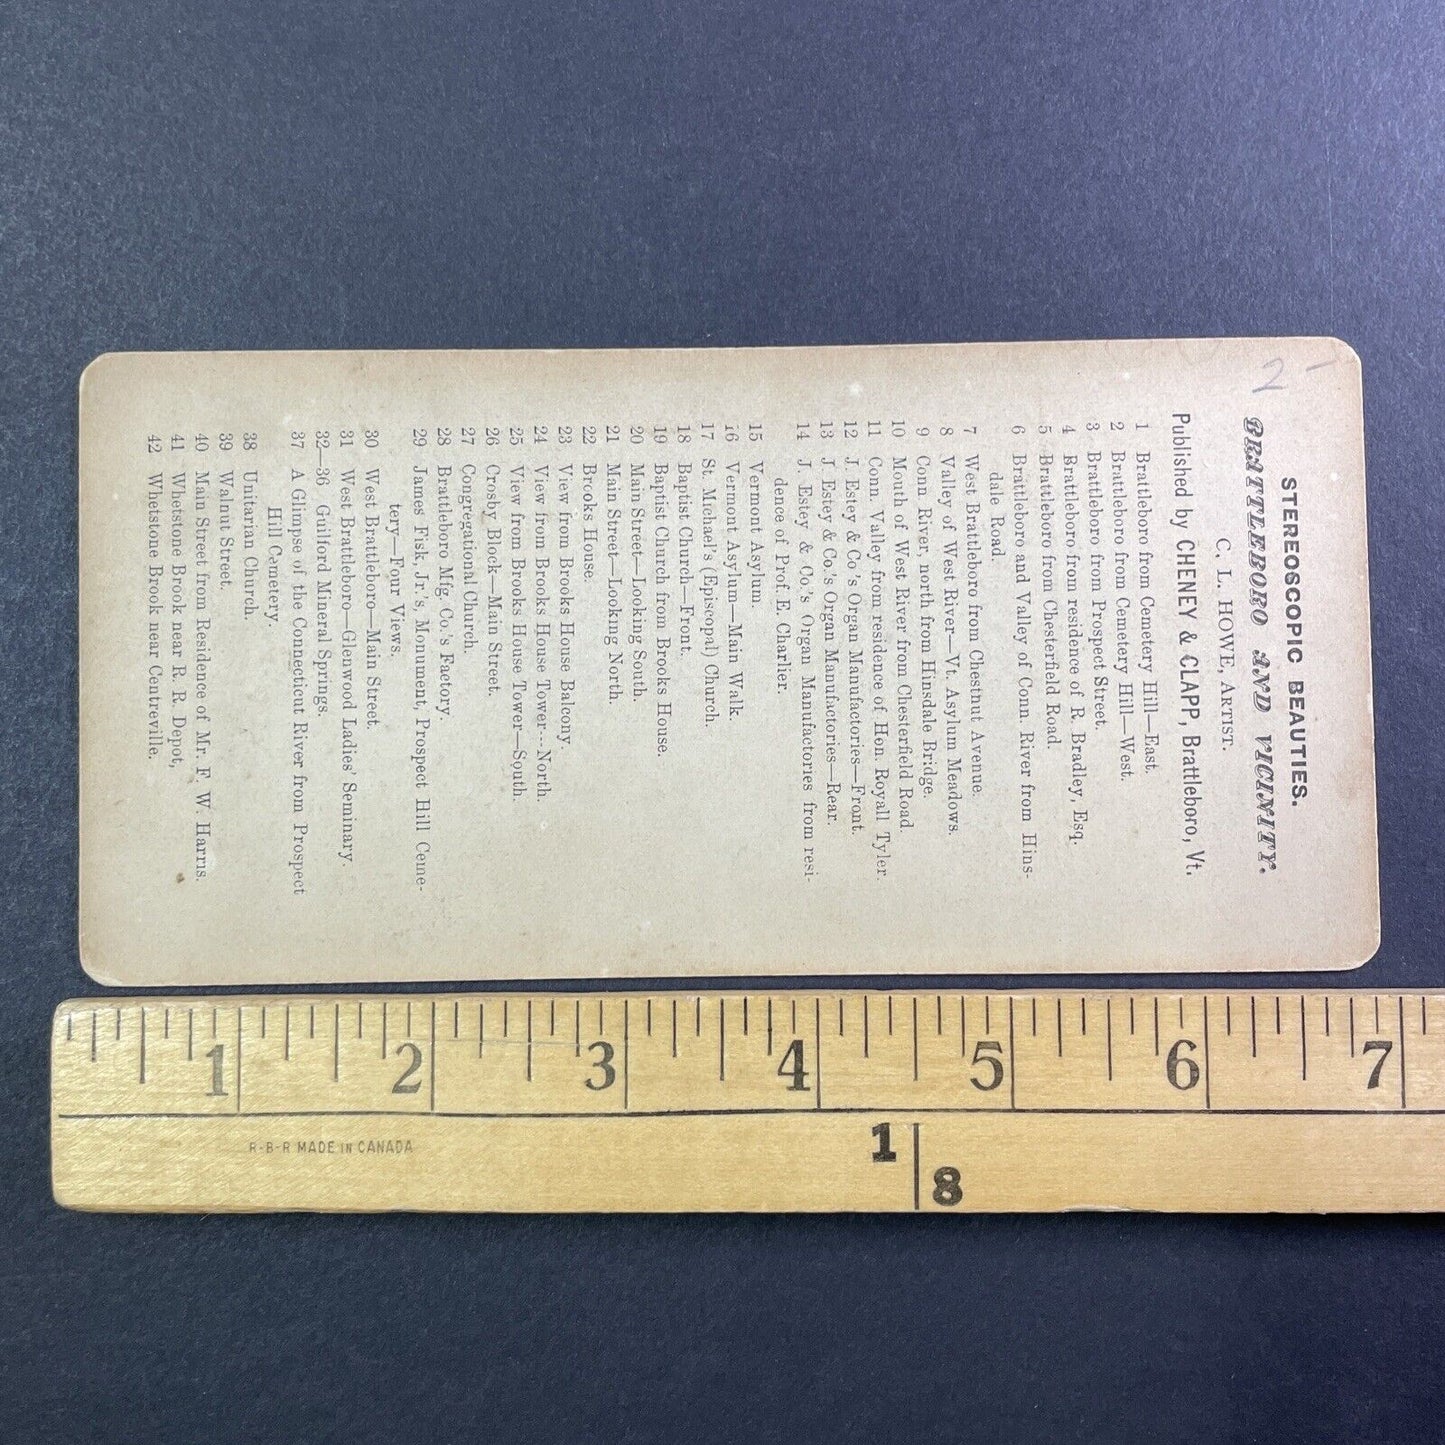 2
STEREOSCOPIC BEAUTIES.
BRATTLEBORO AND VICINITY.
C. L. HOWE, ARTIST.
Published by CHENEY & CLAPP, Brattleboro, Vt.
1 Brattleboro from Cemetery Hill—East.
2 Brattleboro from Cemetery Hill—West.
3 Brattleboro from Prospect Street.
4 Brattleboro from residence of R. Bradley, Esq.
5 Brattleboro from Chesterfield Road.
6 Brattleboro and Valley of Conn. River from Hins-
dale Road.
7 West Brattleboro from Chestnut Avenue.
8 Valley of West River—Vt. Asylum Meadows.
9 Conn River, north from Hinsdale Bridge.
10 Mouth of West River from Chesterfield Road.
11 Conn. Valley from residence of Hon. Royall Tyler.
12 J. Estey & Co's Organ Manufactories—Front.
13 J. Estey & Co.'s Organ Manufactories—Rear.
14 J. Estey & Co.'s Organ Manufactories from resi-
dence of Prof. E. Charlier.
15 Vermont Asylum.
16 Vermont Asylum—Main Walk.
17 St. Michael's (Episcopal) Church.
18 Baptist Church—Front.
19 Baptist Church from Brooks House.
20 Main Street—Looking South.
21 Main Street—Looking North.
22 Brooks House.
23 View from Brooks House Balcony.
24 View from Brooks House Tower--North.
25 View from Brooks House Tower—South.
26 Crosby Block—Main Street.
27 Congregational Church.
28 Brattleboro Mfg. Co.'s Factory.
29 James Fisk, Jr.'s, Monument, Prospect Hill Ceme-
tery—Four Views.
30 West Brattleboro—Main Street.
31 West Brattleboro—Glenwood Ladies' Seminary.
32—36 Guilford Mineral Springs.
37 A Glimpse of the Connecticut River from Prospect
Hill Cemetery.
38 Unitarian Church.
39 Walnut Street.
40 Main Street from Residence of Mr. F. W. Harris.
41 Whetstone Brook near R. R. Depot,
42 Whetstone Brook near Centreville.
1 2 3 4 5 6 7
R-B-R MADE IN CANADA
1 8